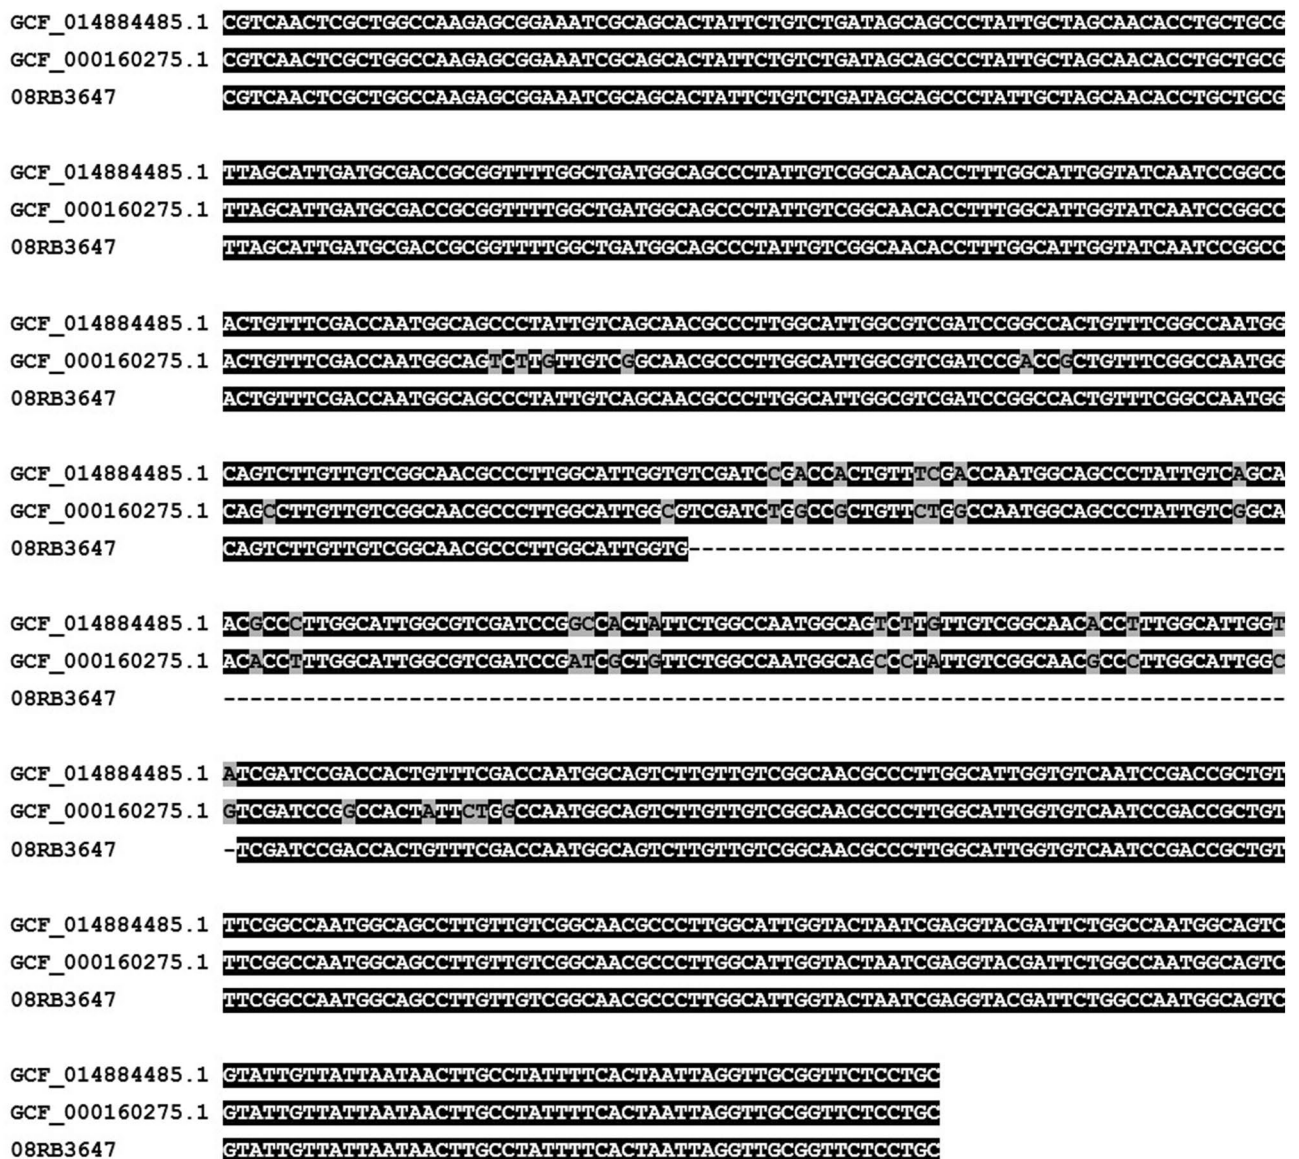 GCF_014884485.1 CGTCAACTCGCTGGCCAAGAGCGGAAATCGCAGCACTATTCTGTCTGATAGCAGCCCTATTGCTAGCAACACCTGCTGCG
GCF_000160275.1 CGTCAACTCGCTGGCCAAGAGCGGAAATCGCAGCACTATTCTGTCTGATAGCAGCCCTATTGCTAGCAACACCTGCTGCG
08RB3647 CGTCAACTCGCTGGCCAAGAGCGGAAATCGCAGCACTATTCTGTCTGATAGCAGCCCTATTGCTAGCAACACCTGCTGCG
GCF_014884485.1 TTAGCATTGATGCGACCGCGGTTTTGGCTGATGGCAGCCCTATTGTCGGCAACACCTTTGGCATTGGTATCAATCCGGCC
GCF_000160275.1 TTAGCATTGATGCGACCGCGGTTTTGGCTGATGGCAGCCCTATTGTCGGCAACACCTTTGGCATTGGTATCAATCCGGCC
08RB3647 TTAGCATTGATGCGACCGCGGTTTTGGCTGATGGCAGCCCTATTGTCGGCAACACCTTTGGCATTGGTATCAATCCGGCC
GCF_014884485.1 ACTGTTTCGACCAATGGCAGCCCTATTGTCAGCAACGCCCTTGGCATTGGCGTCGATCCGGCCACTGTTTCGGCCAATGG
GCF_000160275.1 ACTGTTTCGACCAATGGCAGTCTTGTTGTCGGCAACGCCCTTGGCATTGGCGTCGATCCGACCGCTGTTTCGGCCAATGG
08RB3647 ACTGTTTCGACCAATGGCAGCCCTATTGTCAGCAACGCCCTTGGCATTGGCGTCGATCCGGCCACTGTTTCGGCCAATGG
GCF_014884485.1 CAGTCTTGTTGTCGGCAACGCCCTTGGCATTGGTGTCGATCCGACCACTGTTTCGACCAATGGCAGCCCTATTGTCAGCA
GCF_000160275.1 CAGCCTTGTTGTCGGCAACGCCCTTGGCATTGGCGTCGATCTGGCCGCTGTTCTGGCCAATGGCAGCCCTATTGTCGGCA
08RB3647 CAGTCTTGTTGTCGGCAACGCCCTTGGCATTGGTG---------------------------------------------
GCF_014884485.1 ACGCCCTTGGCATTGGCGTCGATCCGGCCACTATTCTGGCCAATGGCAGTCTTGTTGTCGGCAACACCTTTGGCATTGGT
GCF_000160275.1 ACACCTTTGGCATTGGCGTCGATCCGATCGCTGTTCTGGCCAATGGCAGCCCTATTGTCGGCAACGCCCTTGGCATTGGC
08RB3647 --------------------------------------------------------------------------------
GCF_014884485.1 ATCGATCCGACCACTGTTTCGACCAATGGCAGTCTTGTTGTCGGCAACGCCCTTGGCATTGGTGTCAATCCGACCGCTGT
GCF_000160275.1 GTCGATCCGGCCACTATTCTGGCCAATGGCAGTCTTGTTGTCGGCAACGCCCTTGGCATTGGTGTCAATCCGACCGCTGT
08RB3647 -TCGATCCGACCACTGTTTCGACCAATGGCAGTCTTGTTGTCGGCAACGCCCTTGGCATTGGTGTCAATCCGACCGCTGT
GCF_014884485.1 TTCGGCCAATGGCAGCCTTGTTGTCGGCAACGCCCTTGGCATTGGTACTAATCGAGGTACGATTCTGGCCAATGGCAGTC
GCF_000160275.1 TTCGGCCAATGGCAGCCTTGTTGTCGGCAACGCCCTTGGCATTGGTACTAATCGAGGTACGATTCTGGCCAATGGCAGTC
08RB3647 TTCGGCCAATGGCAGCCTTGTTGTCGGCAACGCCCTTGGCATTGGTACTAATCGAGGTACGATTCTGGCCAATGGCAGTC
GCF_014884485.1 GTATTGTTATTAATAACTTGCCTATTTTCACTAATTAGGTTGCGGTTCTCCTGC
GCF_000160275.1 GTATTGTTATTAATAACTTGCCTATTTTCACTAATTAGGTTGCGGTTCTCCTGC
08RB3647 GTATTGTTATTAATAACTTGCCTATTTTCACTAATTAGGTTGCGGTTCTCCTGC